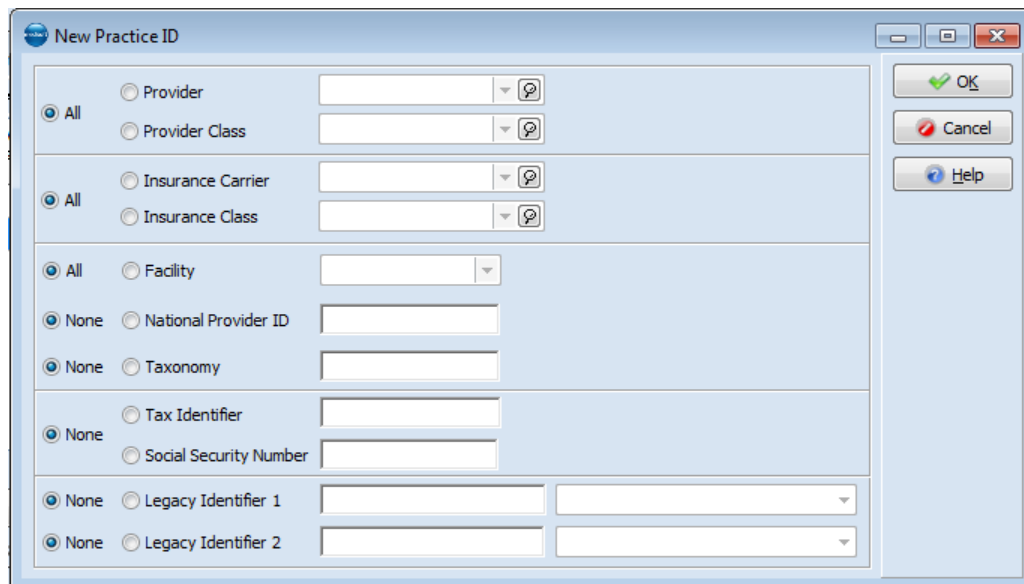 New Practice ID
All
Provider
Provider Class
All
Insurance Carrier
Insurance Class
All Facility
None National Provider ID
None Taxonomy
None
Tax Identifier
Social Security Number
None Legacy Identifier 1
None Legacy Identifier 2
OK
Cancel
Help